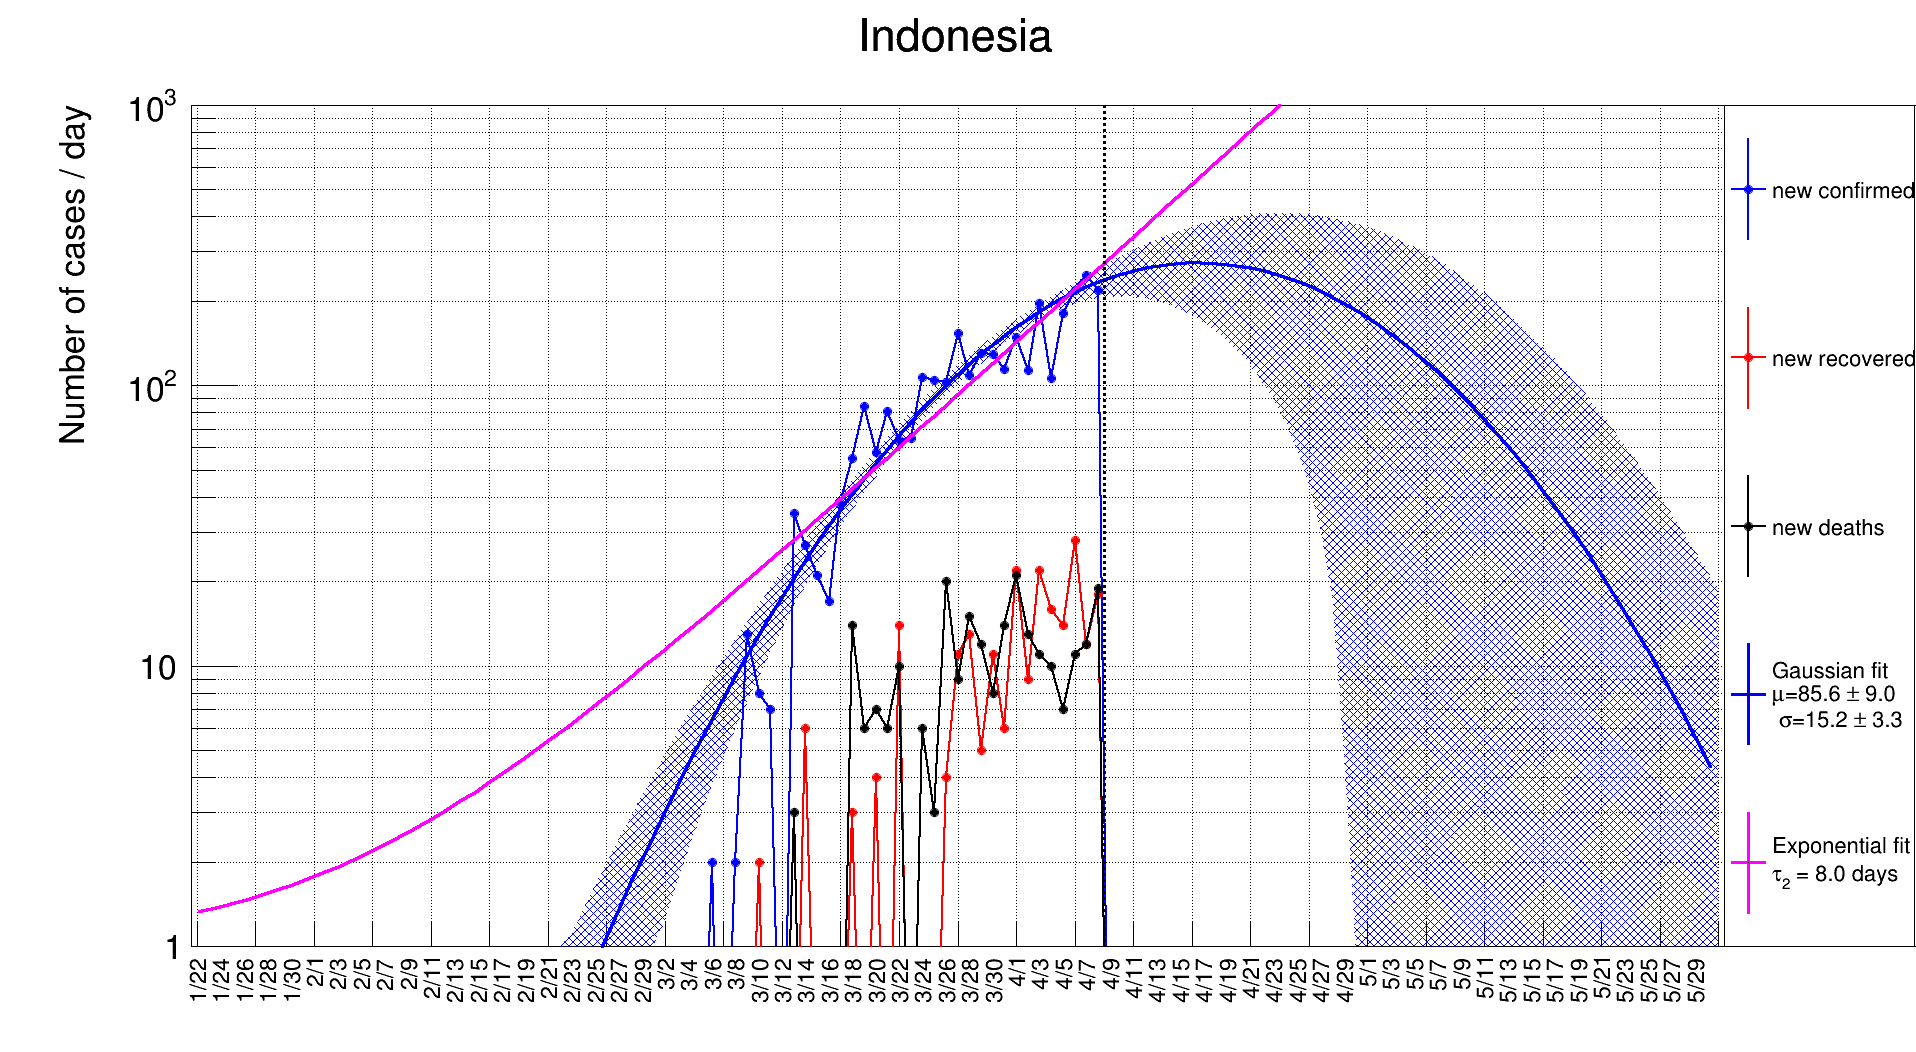 Indonesia
Number of cases / day
10³
10²
10
1
1/22 1/24 1/26 1/28 1/30 2/1 2/3 2/5 2/7 2/9 2/11 2/13 2/15 2/17 2/19 2/21 2/23 2/25 2/27 2/29 3/2 3/4 3/6 3/8 3/10 3/12 3/14 3/16 3/18 3/20 3/22 3/24 3/26 3/28 3/30 4/1 4/3 4/5 4/7 4/9 4/11 4/13 4/15 4/17 4/19 4/21 4/23 4/25 4/27 4/29 5/1 5/3 5/5 5/7 5/9 5/11 5/13 5/15 5/17 5/19 5/21 5/23 5/25 5/27 5/29
new confirmed
new recovered
new deaths
Gaussian fit
μ=85.6 ± 9.0
σ=15.2 ± 3.3
Exponential fit
τ₂ = 8.0 days